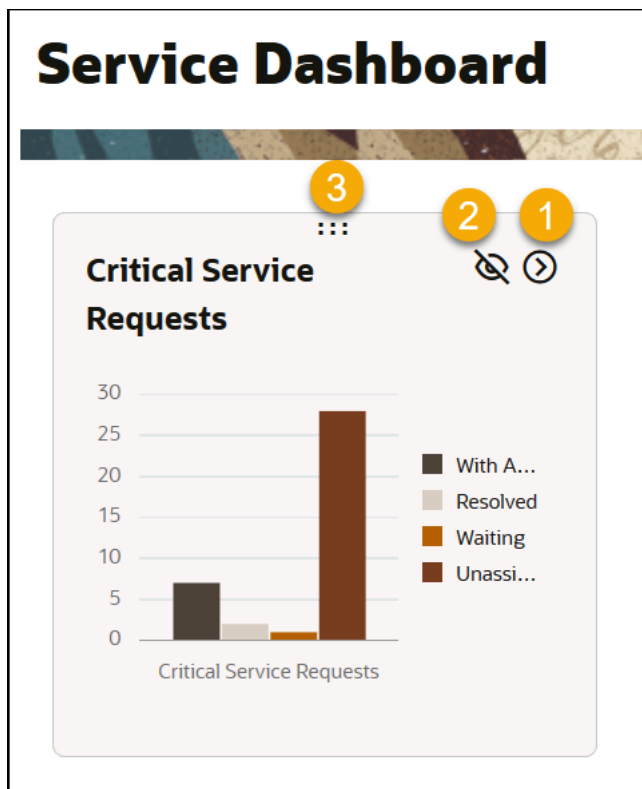 Service Dashboard
3
2
1
Critical Service
Requests
30
25
20
15
10
5
0
With A...
Resolved
Waiting
Unassi...
Critical Service Requests